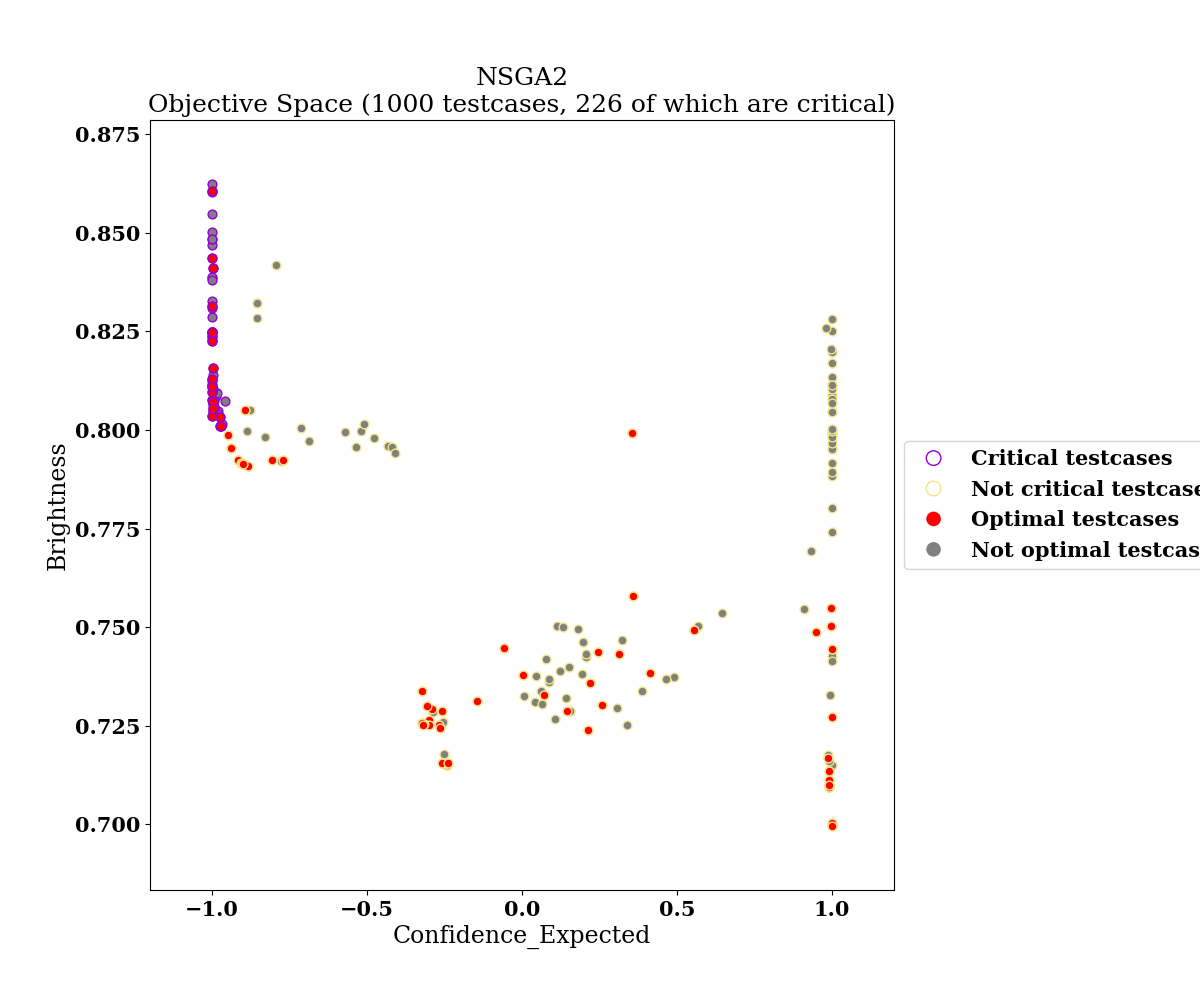 NSGA2
Objective Space (1000 testcases, 226 of which are critical)
0.875
0.850
0.825
0.800
0.775
0.750
0.725
0.700
Brightness
−1.0
−0.5
0.0
0.5
1.0
Confidence_Expected
Critical testcases
Not critical testcase
Optimal testcases
Not optimal testcas